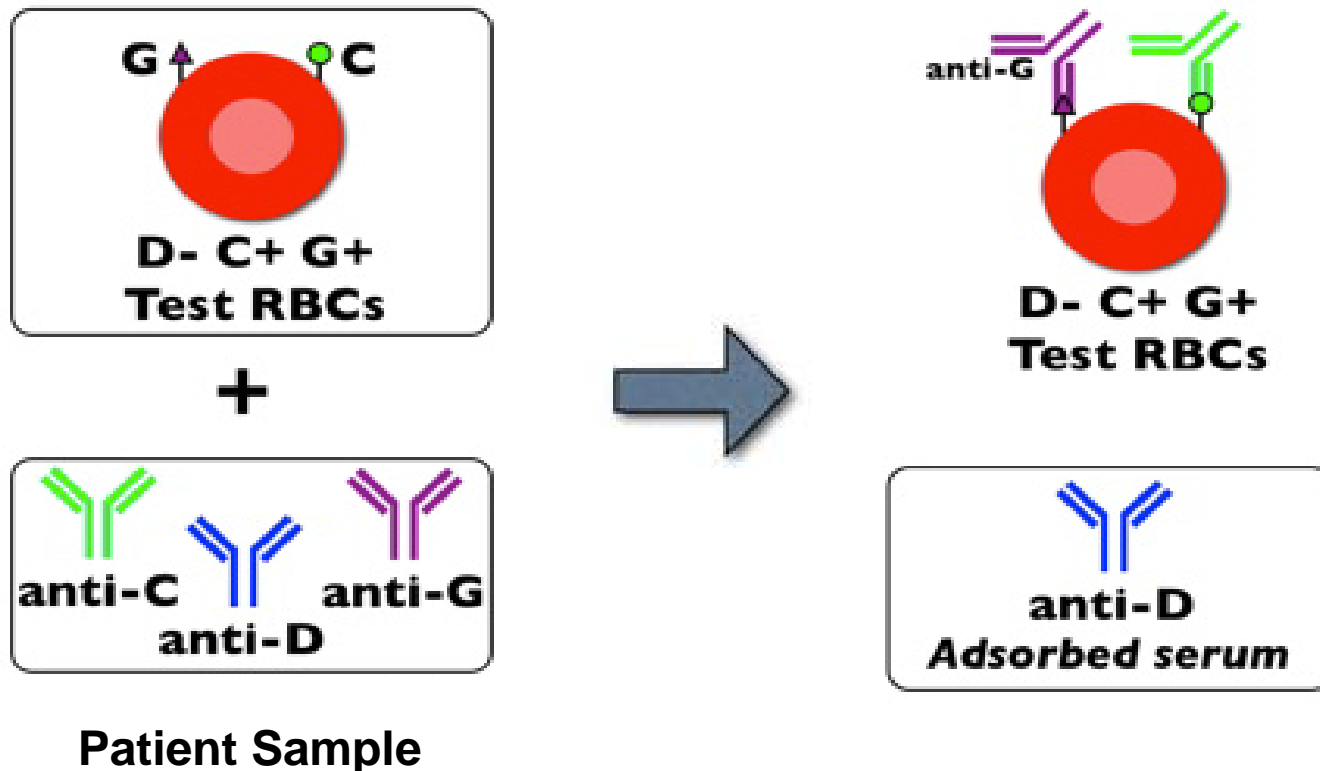 G C
D- C+ G+
Test RBCs
+
anti-C
anti-G
anti-D
Patient Sample
anti-G
D- C+ G+
Test RBCs
anti-D
Adsorbed serum